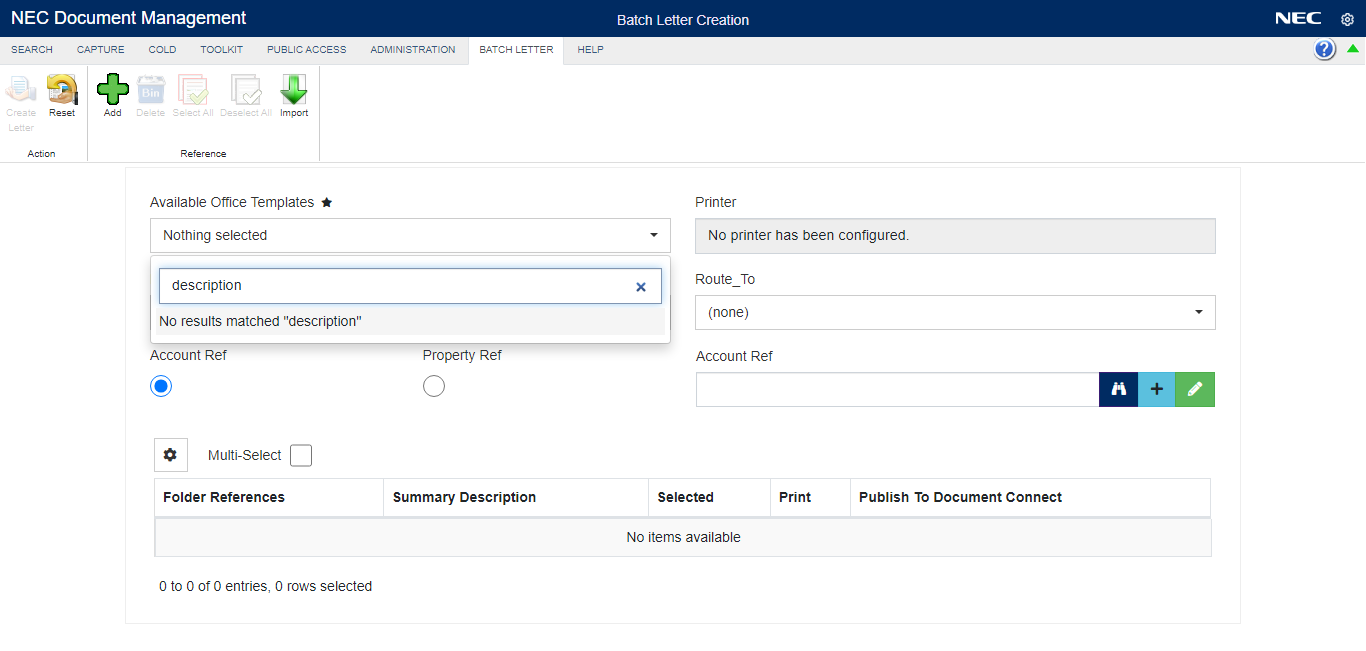 NEC Document Management
Batch Letter Creation
NEC
SEARCH CAPTURE COLD TOOLKIT PUBLIC ACCESS ADMINISTRATION BATCH LETTER HELP
?
Create Letter
Reset
Add
Bin
Delete
Select All
Deselect All
Import
Action
Reference
Available Office Templates
Printer
Nothing selected
No printer has been configured.
description
Route_To
No results matched "description"
(none)
Account Ref
Property Ref
Account Ref
Multi-Select
Folder References Summary Description Selected Print Publish To Document Connect
No items available
0 to 0 of 0 entries, 0 rows selected